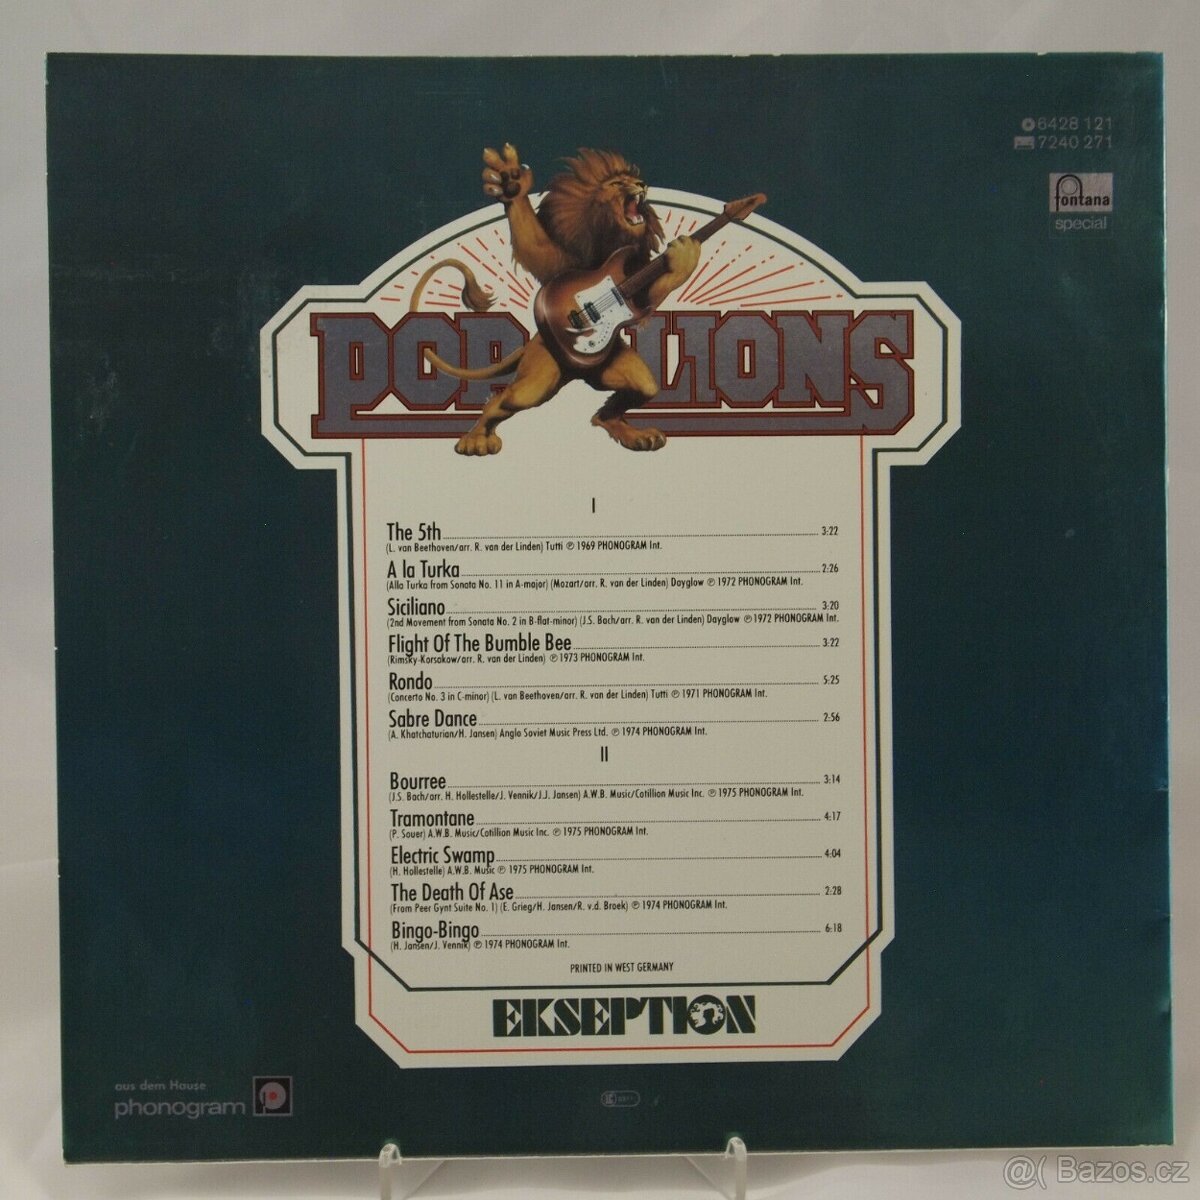 6428 121
7240 271
fontana
special
POP LIONS
I
The 5th 3:22
(L. van Beethoven/arr. R. van der Linden) Tutti ℗ 1969 PHONOGRAM Int.
A la Turka 2:26
(Alla Turka from Sonata No. 11 in A-major) (Mozart/arr. R. van der Linden) Dayglow ℗ 1972 PHONOGRAM Int.
Siciliano 3:20
(2nd Movement from Sonata No. 2 in B-flat-minor) (J.S. Bach/arr. R. van der Linden) Dayglow ℗ 1972 PHONOGRAM Int.
Flight Of The Bumble Bee 3:22
(Rimsky-Korsakow/arr. R. van der Linden) ℗ 1973 PHONOGRAM Int.
Rondo 5:25
(Concerto No. 3 in C-minor) (L. van Beethoven/arr. R. van der Linden) Tutti ℗ 1971 PHONOGRAM Int.
Sabre Dance 2:56
(A. Khatchaturian/H. Jansen) Anglo Soviet Music Press Ltd. ℗ 1974 PHONOGRAM Int.
II
Bourree 3:14
(J.S. Bach/arr. H. Hollestelle/J. Vennik/J.J. Jansen) A.W.B. Music/Cotillion Music Inc. ℗ 1975 PHONOGRAM Int.
Tramontane 4:17
(P. Souer) A.W.B. Music/Cotillion Music Inc. ℗ 1975 PHONOGRAM Int.
Electric Swamp 4:04
(H. Hollestelle) A.W.B. Music ℗ 1975 PHONOGRAM Int.
The Death Of Ase 2:28
(From Peer Gynt Suite No. 1) (E. Grieg/H. Jansen/R. v.d. Broek) ℗ 1974 PHONOGRAM Int.
Bingo-Bingo 6:18
(H. Jansen/J. Vennik) ℗ 1974 PHONOGRAM Int.
PRINTED IN WEST GERMANY
EKSEPTION
aus dem Hause
phonogram
@( Bazos.cz